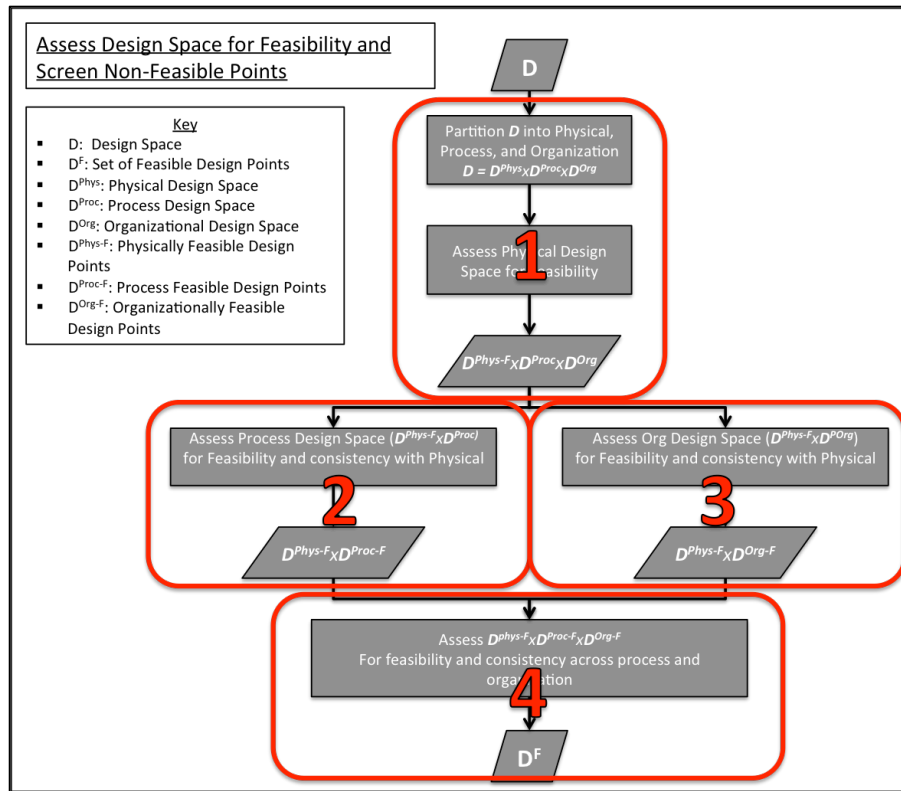 Assess Design Space for Feasibility and
Screen Non-Feasible Points
Key
▪ D: Design Space
▪ D^F: Set of Feasible Design Points
▪ D^Phys: Physical Design Space
▪ D^Proc: Process Design Space
▪ D^Org: Organizational Design Space
▪ D^Phys-F: Physically Feasible Design
Points
▪ D^Proc-F: Process Feasible Design Points
▪ D^Org-F: Organizationally Feasible
Design Points
D
Partition D into Physical,
Process, and Organization
D = D^Phys x D^Proc x D^Org
Assess Physical Design
Space for Feasibility
1
D^Phys-F x D^Proc x D^Org
Assess Process Design Space (D^Phys-F x D^Proc)
for Feasibility and consistency with Physical
2
D^Phys-F x D^Proc-F
Assess Org Design Space (D^Phys-F x D^POrg)
for Feasibility and consistency with Physical
3
D^Phys-F x D^Org-F
Assess D^phys-F x D^Proc-F x D^Org-F
For feasibility and consistency across process and
organization
4
D^F